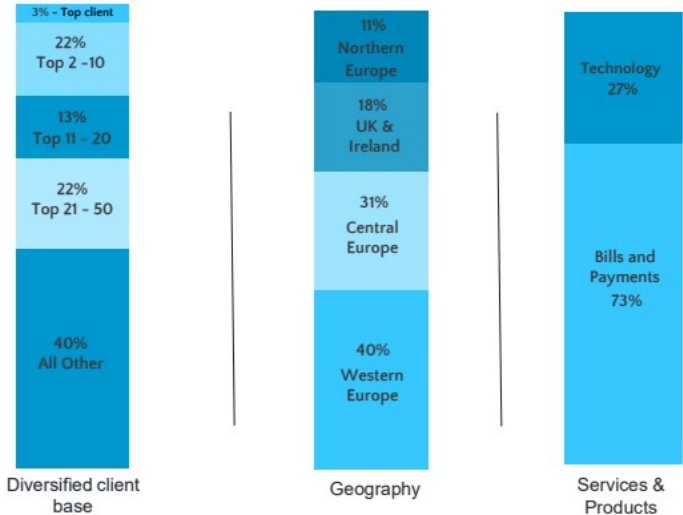 3% - Top client
22%
Top 2 -10
13%
Top 11 - 20
22%
Top 21 - 50
40%
All Other
Diversified client
base
11%
Northern
Europe
18%
UK &
Ireland
31%
Central
Europe
40%
Western
Europe
Geography
Technology
27%
Bills and
Payments
73%
Services &
Products